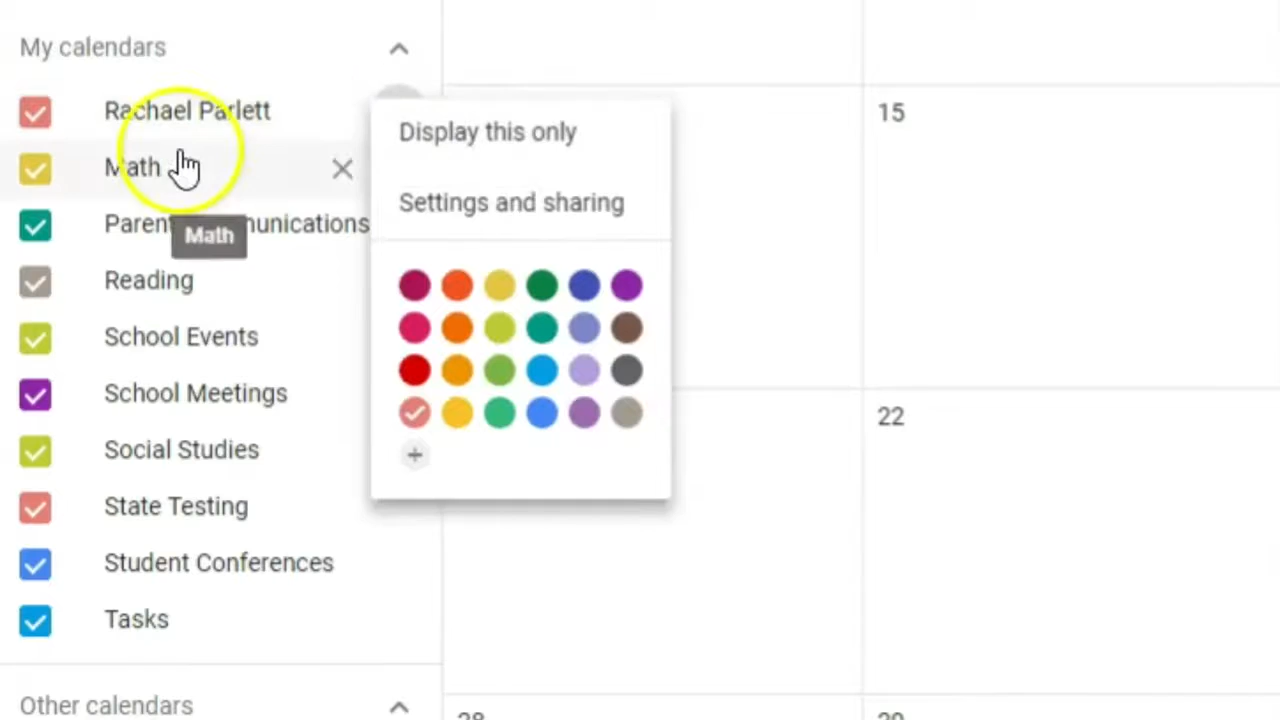 My calendars
Rachael Parlett
Math
Parent
nunications
Math
Reading
School Events
School Meetings
Social Studies
State Testing
Student Conferences
Tasks
Other calendars
Display this only
Settings and sharing
15
22